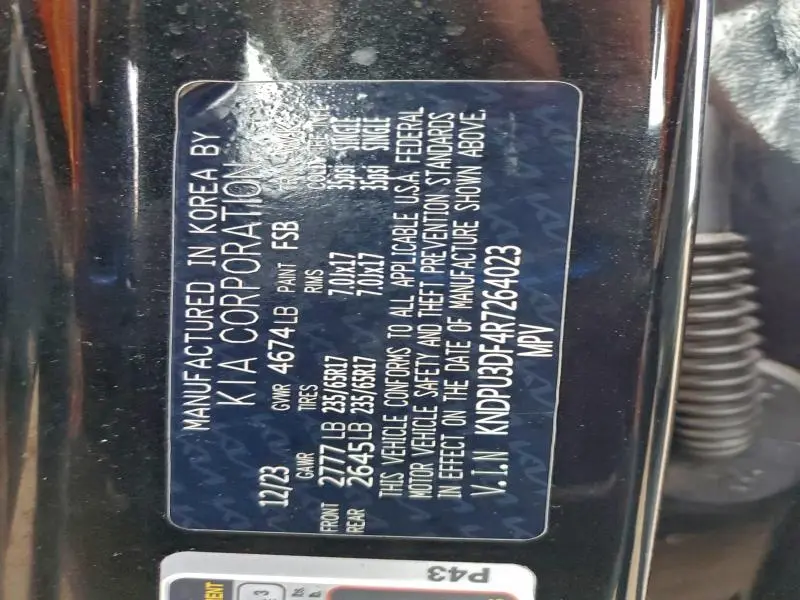 MANUFACTURED IN KOREA BY
KIA CORPORATION
12/23 GVWR 4674LB PAINT FSB
GAWR TIRES RIMS COLD
FRONT 2777LB 235/65R17 7.0Jx17 35psi SINGLE
REAR 2645LB 235/65R17 7.0Jx17 35psi SINGLE
THIS VEHICLE CONFORMS TO ALL APPLICABLE U.S.A. FEDERAL
MOTOR VEHICLE SAFETY AND THEFT PREVENTION STANDARDS
IN EFFECT ON THE DATE OF MANUFACTURE SHOWN ABOVE.
V.I.N KNDPU3DF4R7264023
MPV
P43